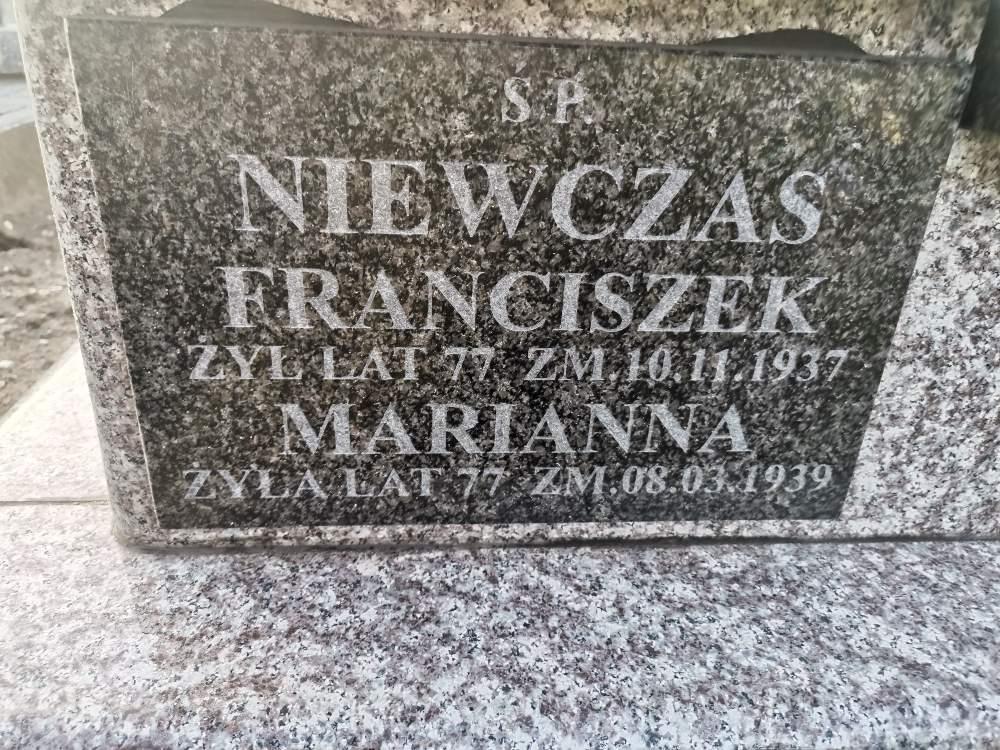 Ś.P.
NIEWCZAS
FRANCISZEK
ŻYŁ LAT 77 ZM.10.11.1937
MARIANNA
ŻYŁA LAT 77 ZM.08.03.1939